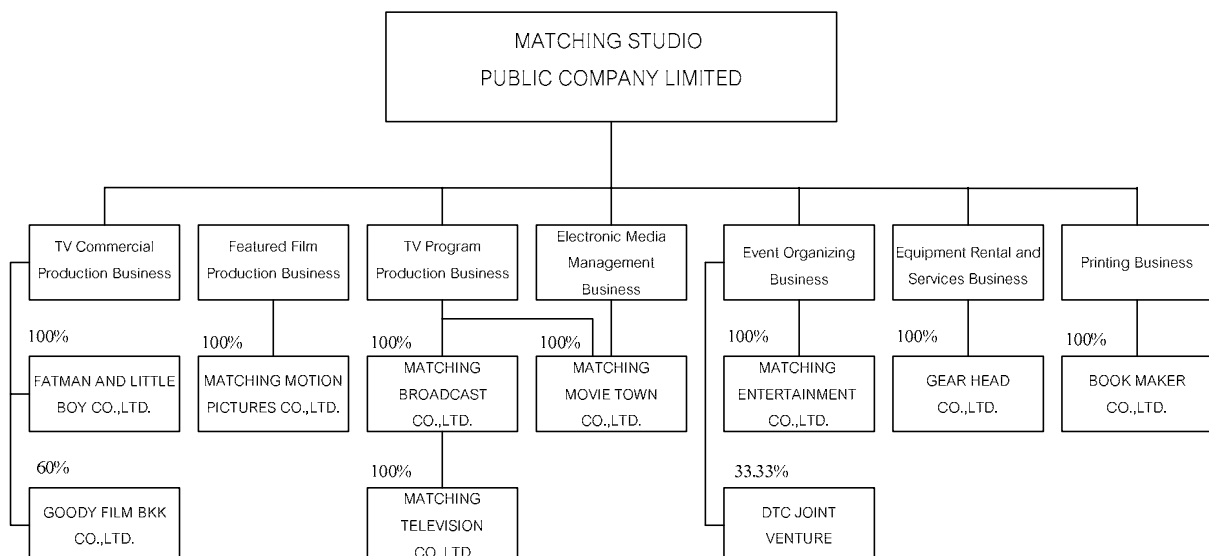 MATCHING STUDIO
PUBLIC COMPANY LIMITED
TV Commercial
Production Business
Featured Film
Production Business
TV Program
Production Business
Electronic Media
Management
Business
Event Organizing
Business
Equipment Rental and
Services Business
Printing Business
100%
FATMAN AND LITTLE
BOY CO.,LTD.
100%
MATCHING MOTION
PICTURES CO.,LTD.
100%
MATCHING
BROADCAST
CO.,LTD.
100%
MATCHING
MOVIE TOWN
CO.,LTD.
100%
MATCHING
ENTERTAINMENT
CO.,LTD.
100%
GEAR HEAD
CO.,LTD.
100%
BOOK MAKER
CO.,LTD.
60%
GOODY FILM BKK
CO.,LTD.
100%
MATCHING
TELEVISION
CO.,LTD
33.33%
DTC JOINT
VENTURE